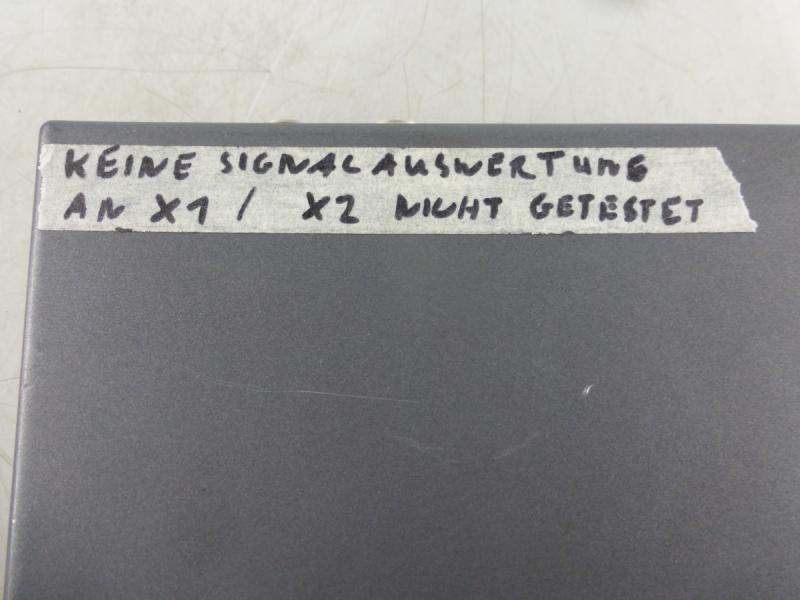 KEINE SIGNALAUSWERTUNG
AN X1 / X2 NICHT GETESTET